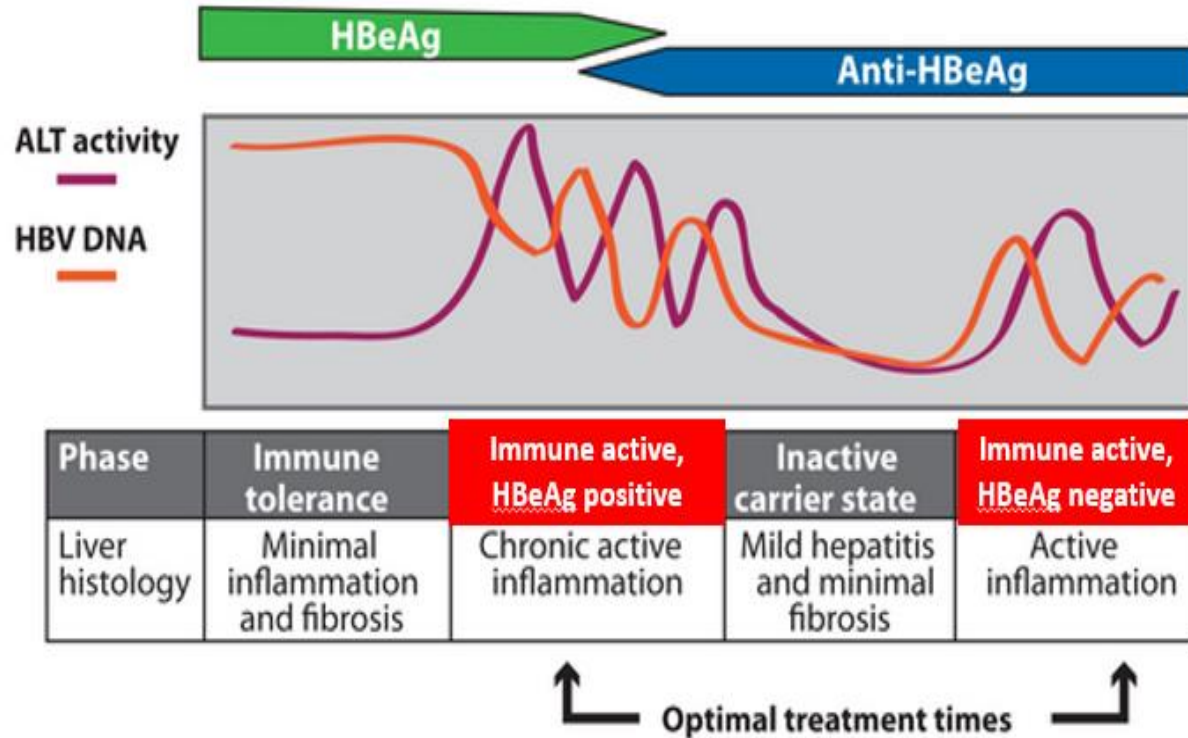 HBeAg
Anti-HBeAg
ALT activity
HBV DNA
Phase
Immune
tolerance
Immune active,
HBeAg positive
Inactive
carrier state
Immune active,
HBeAg negative
Liver
histology
Minimal
inflammation
and fibrosis
Chronic active
inflammation
Mild hepatitis
and minimal
fibrosis
Active
inflammation
Optimal treatment times